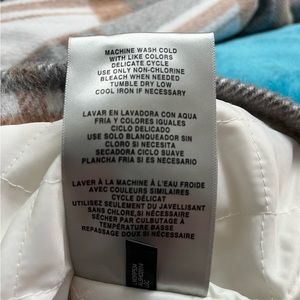 MACHINE WASH COLD
WITH LIKE COLORS
DELICATE CYCLE
USE ONLY NON-CHLORINE
BLEACH WHEN NEEDED
TUMBLE DRY LOW
COOL IRON IF NECESSARY
LAVAR EN LAVADORA CON AQUA
FRIA Y COLORES IGUALES
CICLO DELICADO
USE SOLO BLANQUEADOR SIN
CLORO SI NECESITA
SECADORA CICLO SUAVE
PLANCHA FRIA SI ES NECESARIO
LAVER À LA MACHINE À L'EAU FROIDE
AVEC COULEURS SIMILAIRES
CYCLE DÉLICAT
UTILIZES SEULEMENT DU JAVELLISANT
SANS CHLORE, SI NÉCESSAIRE
SÉCHER PAR CULBUTAGE À
TEMPÉRATURE BASSE
REPASSAGE DOUX SI NÉCESSAIRE